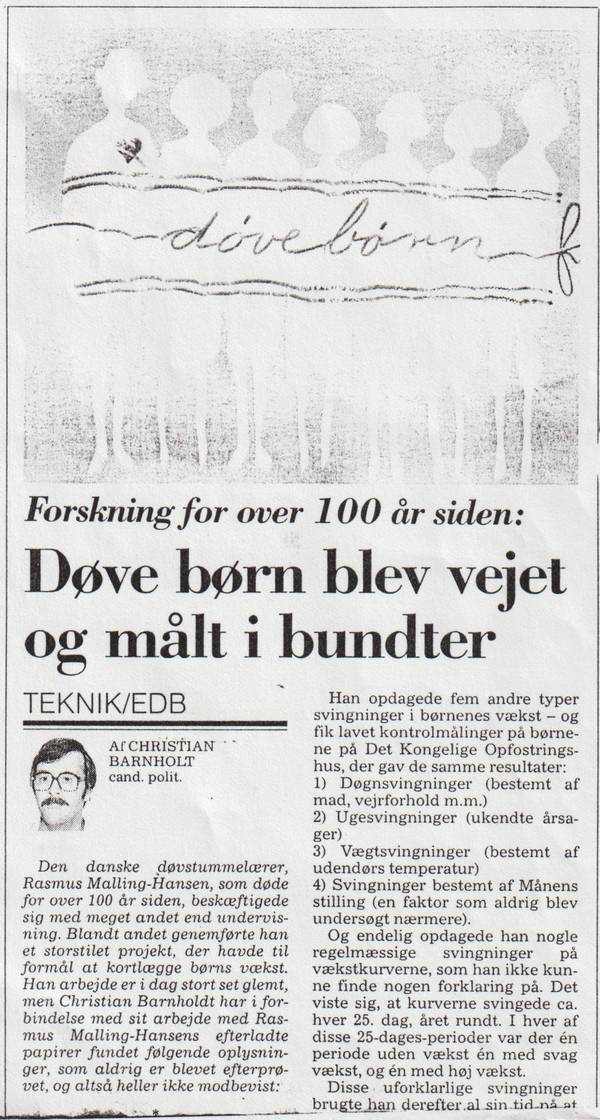 døvebørn
Forskning for over 100 år siden:
Døve børn blev vejet
og målt i bundter
TEKNIK/EDB
Af CHRISTIAN
BARNHOLT
cand. polit.
Den danske døvstummelærer,
Rasmus Malling-Hansen, som døde
for over 100 år siden, beskæftigede
sig med meget andet end undervis-
ning. Blandt andet genemførte han
et storstilet projekt, der havde til
formål at kortlægge børns vækst.
Han arbejde er i dag stort set glemt,
men Christian Barnholdt har i for-
bindelse med sit arbejde med Ras-
mus Malling-Hansens efterladte
papirer fundet følgende oplysnin-
ger, som aldrig er blevet efterprø-
vet, og altså heller ikke modbevist:
Han opdagede fem andre typer
svingninger i børnenes vækst – og
fik lavet kontrolmålinger på børne-
ne på Det Kongelige Opfostrings-
hus, der gav de samme resultater:
1) Døgnsvingninger (bestemt af
mad, vejrforhold m.m.)
2) Ugesvingninger (ukendte årsa-
ger)
3) Vægtsvingninger (bestemt af
udendørs temperatur)
4) Svingninger bestemt af Månens
stilling (en faktor som aldrig blev
undersøgt nærmere).
Og endelig opdagede han nogle
regelmæssige svingninger på
vækstkurverne, som han ikke kun-
ne finde nogen forklaring på. Det
viste sig, at kurverne svingede ca.
hver 25. dag, året rundt. I hver af
disse 25-dages-perioder var der én
periode uden vækst én med svag
vækst, og én med høj vækst.
Disse uforklarlige svingninger
brugte han derefter al sin tid på at